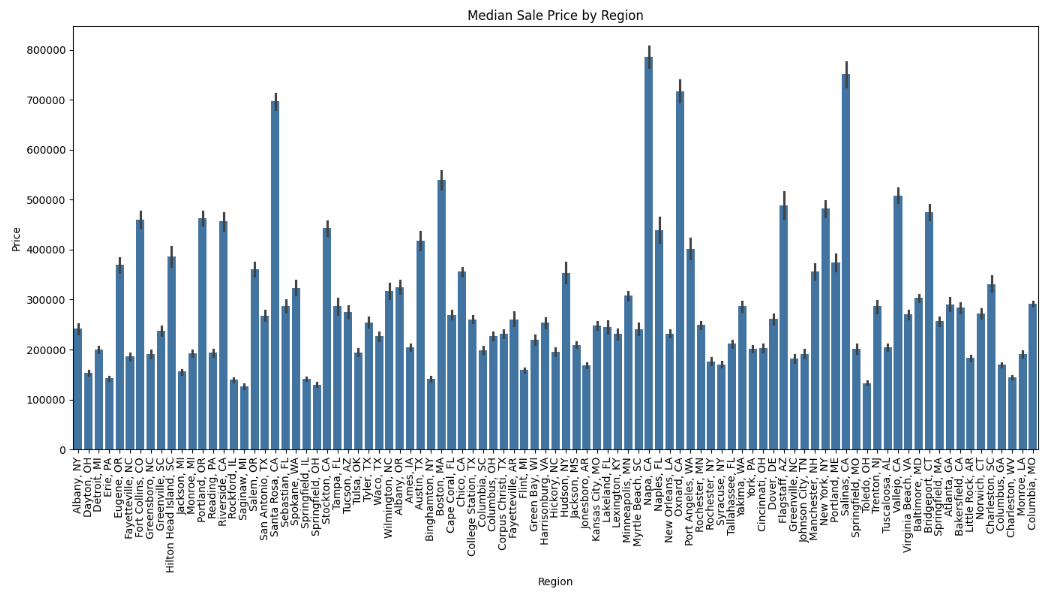 Median Sale Price by Region
Price
800000
700000
600000
500000
400000
300000
200000
100000
0
Albany, NY
Dayton, OH
Detroit, MI
Erie, PA
Eugene, OR
Fayetteville, NC
Fort Collins, CO
Greensboro, NC
Greenville, SC
Hilton Head Island, SC
Jackson, MI
Monroe, MI
Portland, OR
Reading, PA
Riverside, CA
Rockford, IL
Saginaw, MI
Salem, OR
San Antonio, TX
Santa Rosa, CA
Sebastian, FL
Spokane, WA
Springfield, IL
Springfield, OH
Stockton, CA
Tampa, FL
Tucson, AZ
Tulsa, OK
Tyler, TX
Waco, TX
Wilmington, NC
Albany, OR
Ames, IA
Austin, TX
Binghamton, NY
Boston, MA
Cape Coral, FL
Chico, CA
College Station, TX
Columbia, SC
Columbus, OH
Corpus Christi, TX
Fayetteville, AR
Flint, MI
Green Bay, WI
Harrisonburg, VA
Hickory, NC
Hudson, NY
Jackson, MS
Jonesboro, AR
Kansas City, MO
Lakeland, FL
Lexington, KY
Minneapolis, MN
Myrtle Beach, SC
Napa, CA
Naples, FL
New Orleans, LA
Oxnard, CA
Port Angeles, WA
Rochester, MN
Rochester, NY
Syracuse, NY
Tallahassee, FL
Yakima, WA
York, PA
Cincinnati, OH
Dover, DE
Flagstaff, AZ
Greenville, NC
Johnson City, TN
Manchester, NH
New York, NY
Portland, ME
Salinas, CA
Springfield, MO
Toledo, OH
Trenton, NJ
Tuscaloosa, AL
Vallejo, CA
Virginia Beach, VA
Baltimore, MD
Bridgeport, CT
Springfield, MA
Atlanta, GA
Bakersfield, CA
Little Rock, AR
Norwich, CT
Charleston, SC
Columbus, GA
Charleston, WV
Monroe, LA
Columbia, MO
Region